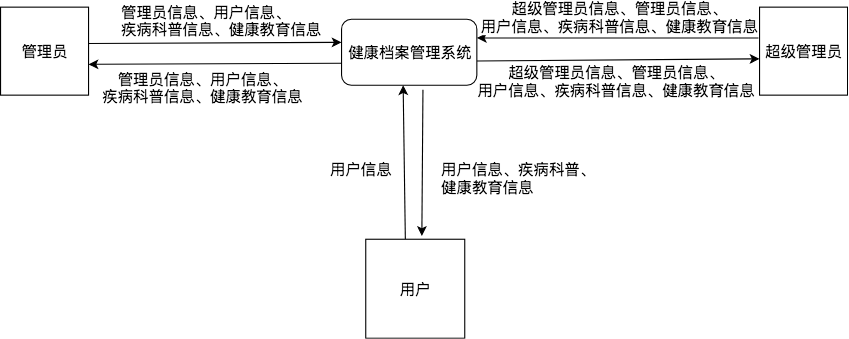 管理员信息、用户信息、
疾病科普信息、健康教育信息
管理员
管理员信息、用户信息、
疾病科普信息、健康教育信息
健康档案管理系统
超级管理员信息、管理员信息、
用户信息、疾病科普信息、健康教育信息
超级管理员
超级管理员信息、管理员信息、
用户信息、疾病科普信息、健康教育信息
用户信息
用户信息、疾病科普、
健康教育信息
用户